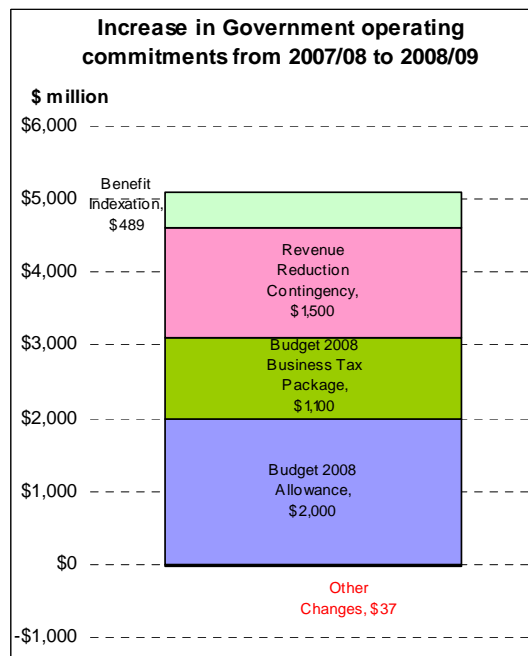 Increase in Government operating
commitments from 2007/08 to 2008/09
$ million
$6,000
$5,000
$4,000
$3,000
$2,000
$1,000
$0
-$1,000
Benefit
Indexation,
$489
Revenue
Reduction
Contingency,
$1,500
Budget 2008
Business Tax
Package,
$1,100
Budget 2008
Allowance,
$2,000
Other
Changes, $37